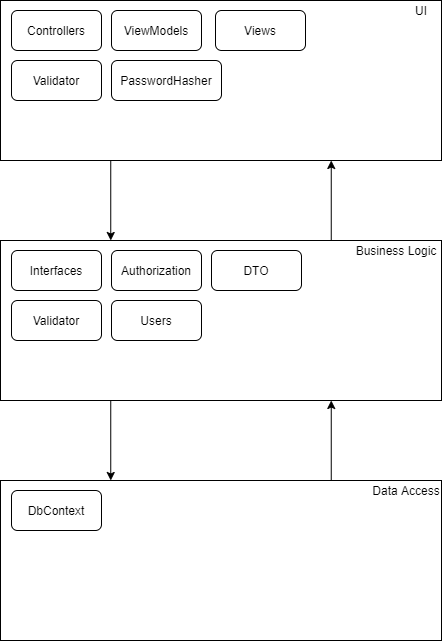 UI
Controllers
ViewModels
Views
Validator
PasswordHasher
Business Logic
Interfaces
Authorization
DTO
Validator
Users
Data Access
DbContext